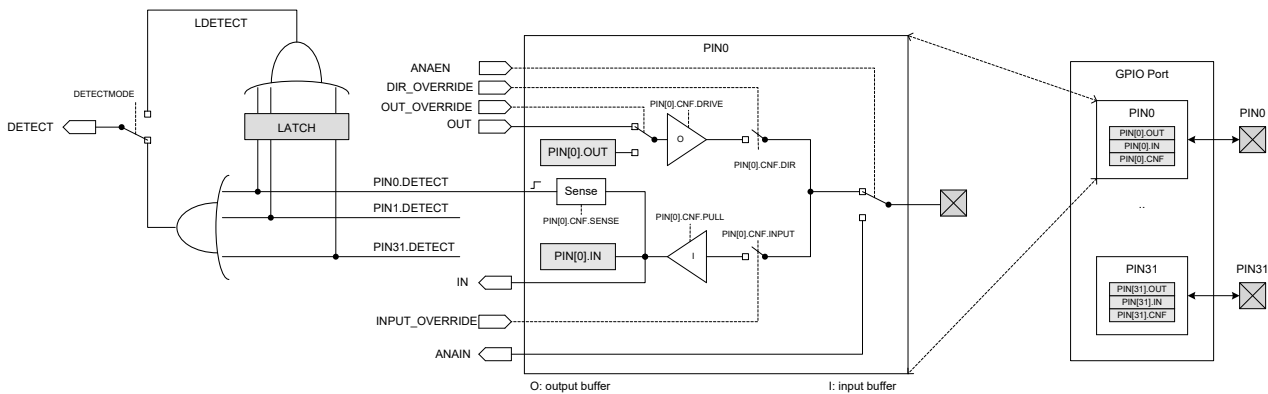 LDETECT
DETECTMODE
DETECT
LATCH
PIN0.DETECT
PIN1.DETECT
PIN31.DETECT
PIN0
ANAEN
DIR_OVERRIDE
OUT_OVERRIDE
OUT
PIN[0].CNF.DRIVE
O
PIN[0].OUT
PIN[0].CNF.DIR
Sense
PIN[0].CNF.SENSE
PIN[0].CNF.PULL
PIN[0].CNF.INPUT
PIN[0].IN
I
IN
INPUT_OVERRIDE
ANAIN
O: output buffer
I: input buffer
GPIO Port
PIN0
PIN[0].OUT
PIN[0].IN
PIN[0].CNF
PIN0
..
PIN31
PIN[31].OUT
PIN[31].IN
PIN[31].CNF
PIN31